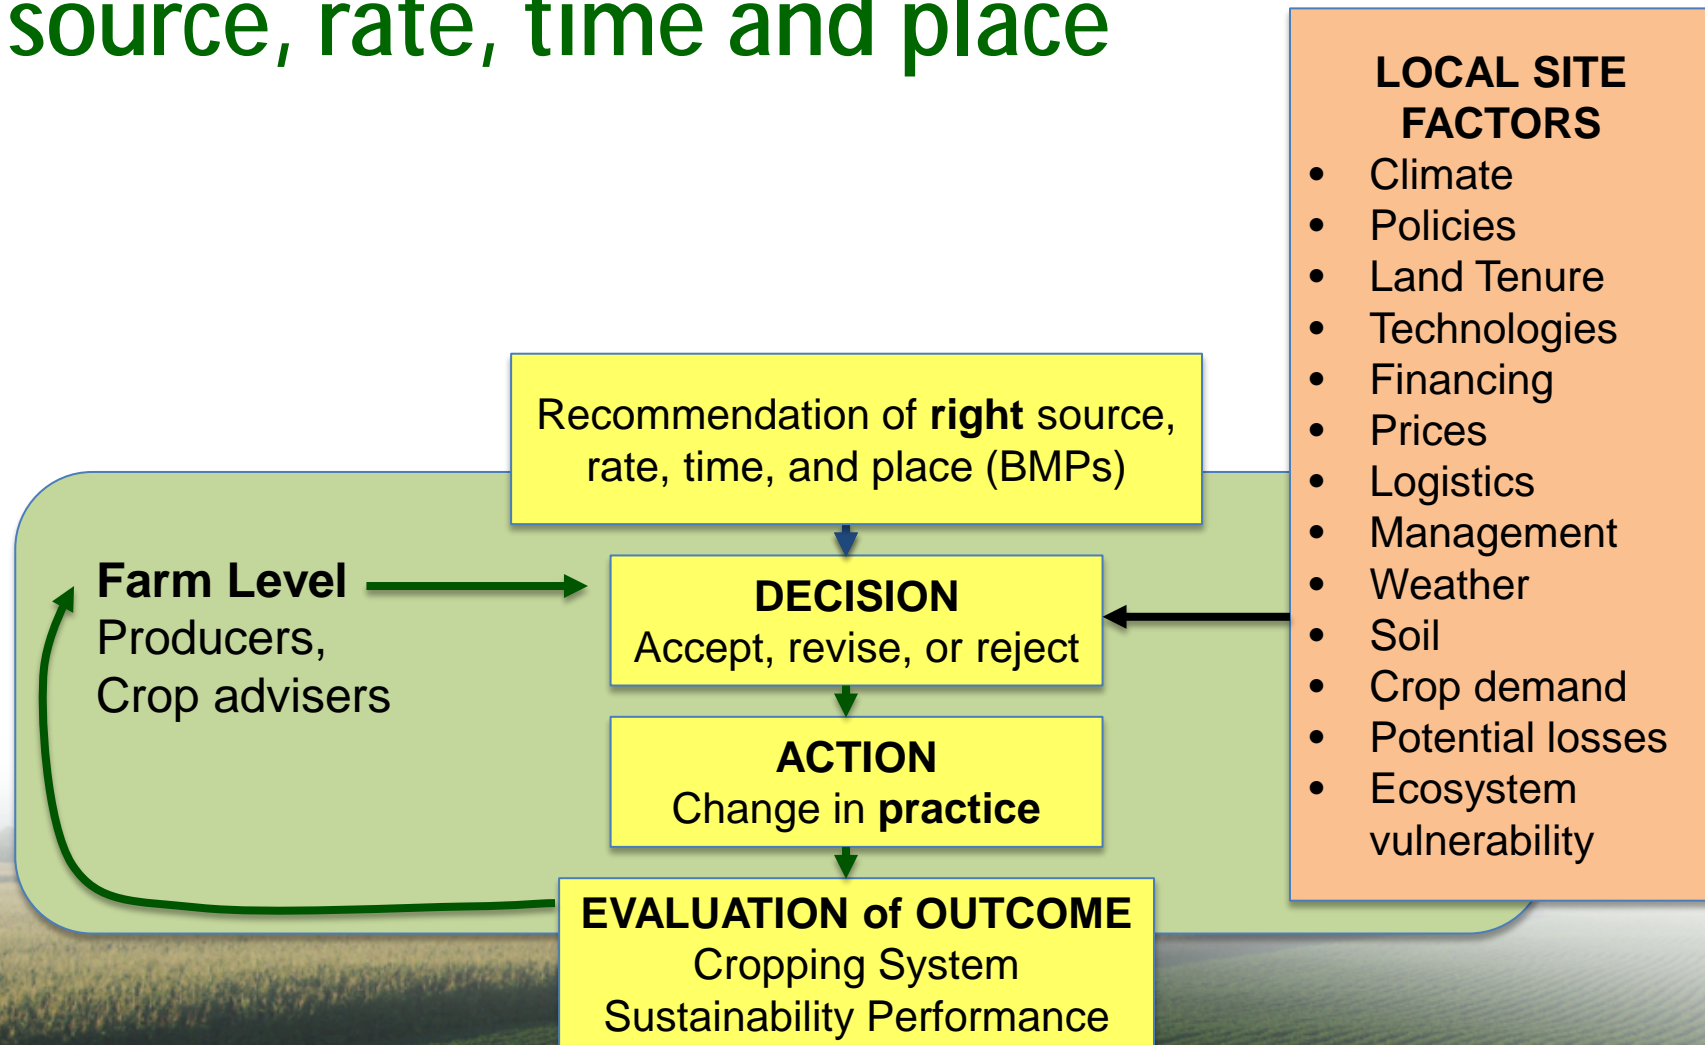 source, rate, time and place
LOCAL SITE
FACTORS
• Climate
• Policies
• Land Tenure
• Technologies
• Financing
• Prices
• Logistics
• Management
• Weather
• Soil
• Crop demand
• Potential losses
• Ecosystem
vulnerability
Recommendation of right source,
rate, time, and place (BMPs)
Farm Level
Producers,
Crop advisers
DECISION
Accept, revise, or reject
ACTION
Change in practice
EVALUATION of OUTCOME
Cropping System
Sustainability Performance